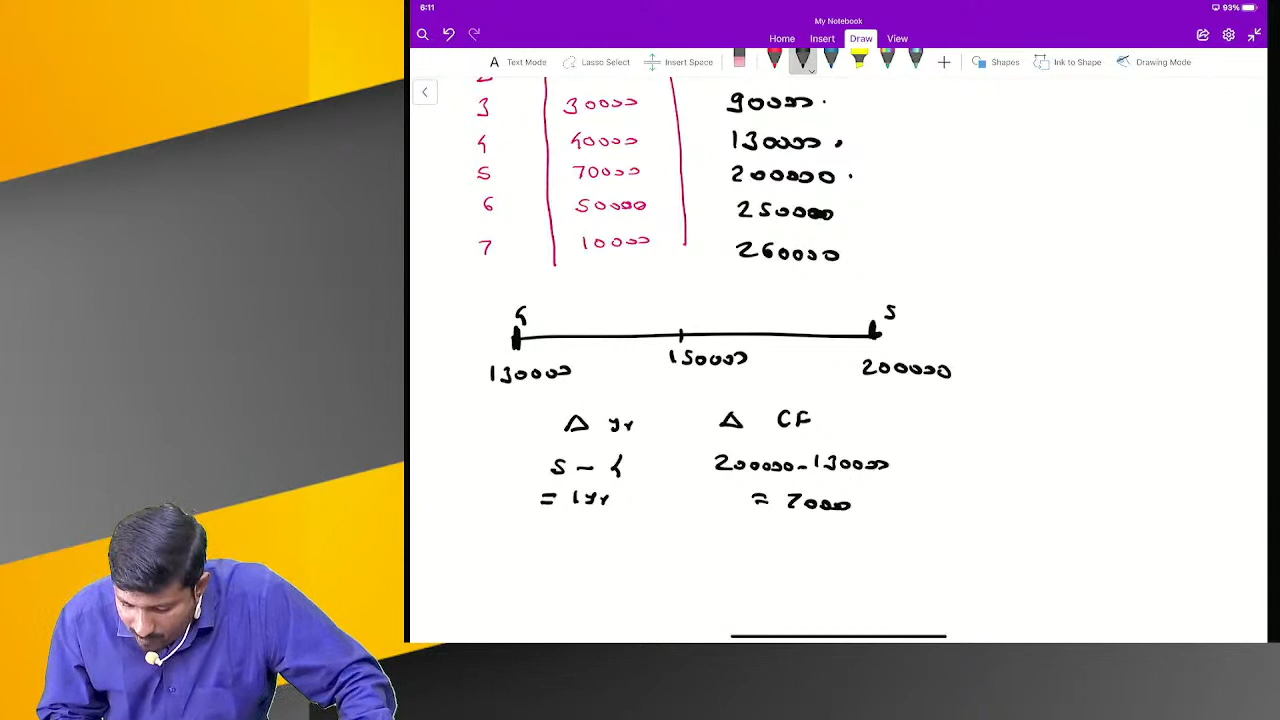 6:11 93%
My Notebook
Home Insert Draw View
A Text Mode Lasso Select Insert Space Shapes Ink to Shape Drawing Mode
3 30000 90000.
4 40000 130000.
5 70000 200000.
6 50000 250000
7 10000 260000
4 5
130000 150000 200000
Δ yr Δ CF
5 - 4 200000-130000
= 1yr = 70000